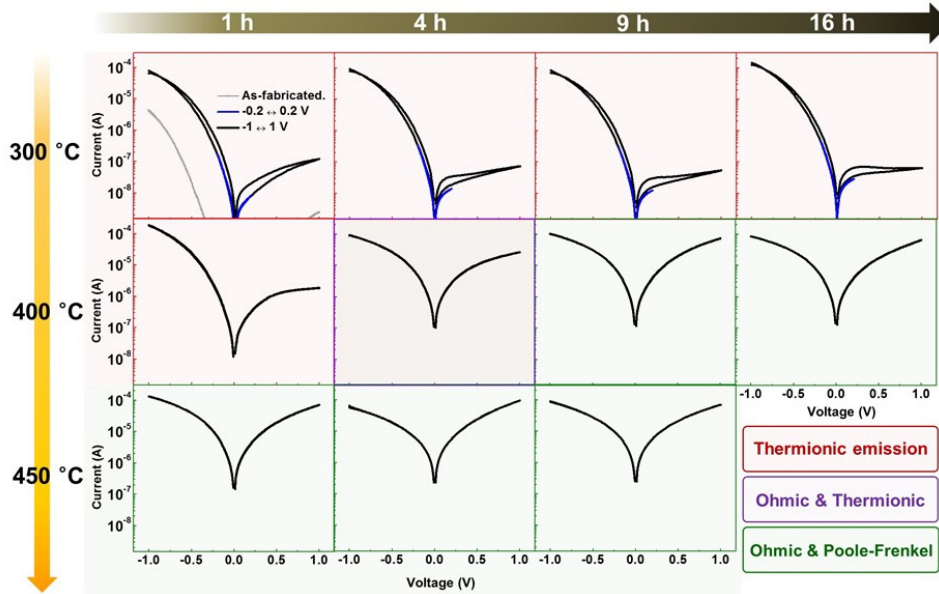 1 h 4 h 9 h 16 h
300 °C
400 °C
450 °C
Current (A)
10⁻⁴
10⁻⁵
10⁻⁶
10⁻⁷
10⁻⁸
As-fabricated.
-0.2 ↔ 0.2 V
-1 ↔ 1 V
Current (A)
10⁻⁴
10⁻⁵
10⁻⁶
10⁻⁷
10⁻⁸
-1.0 -0.5 0.0 0.5 1.0
Voltage (V)
Current (A)
10⁻⁴
10⁻⁵
10⁻⁶
10⁻⁷
10⁻⁸
-1.0 -0.5 0.0 0.5 1.0 -1.0 -0.5 0.0 0.5 1.0 -1.0 -0.5 0.0 0.5 1.0
Voltage (V)
Thermionic emission
Ohmic & Thermionic
Ohmic & Poole-Frenkel